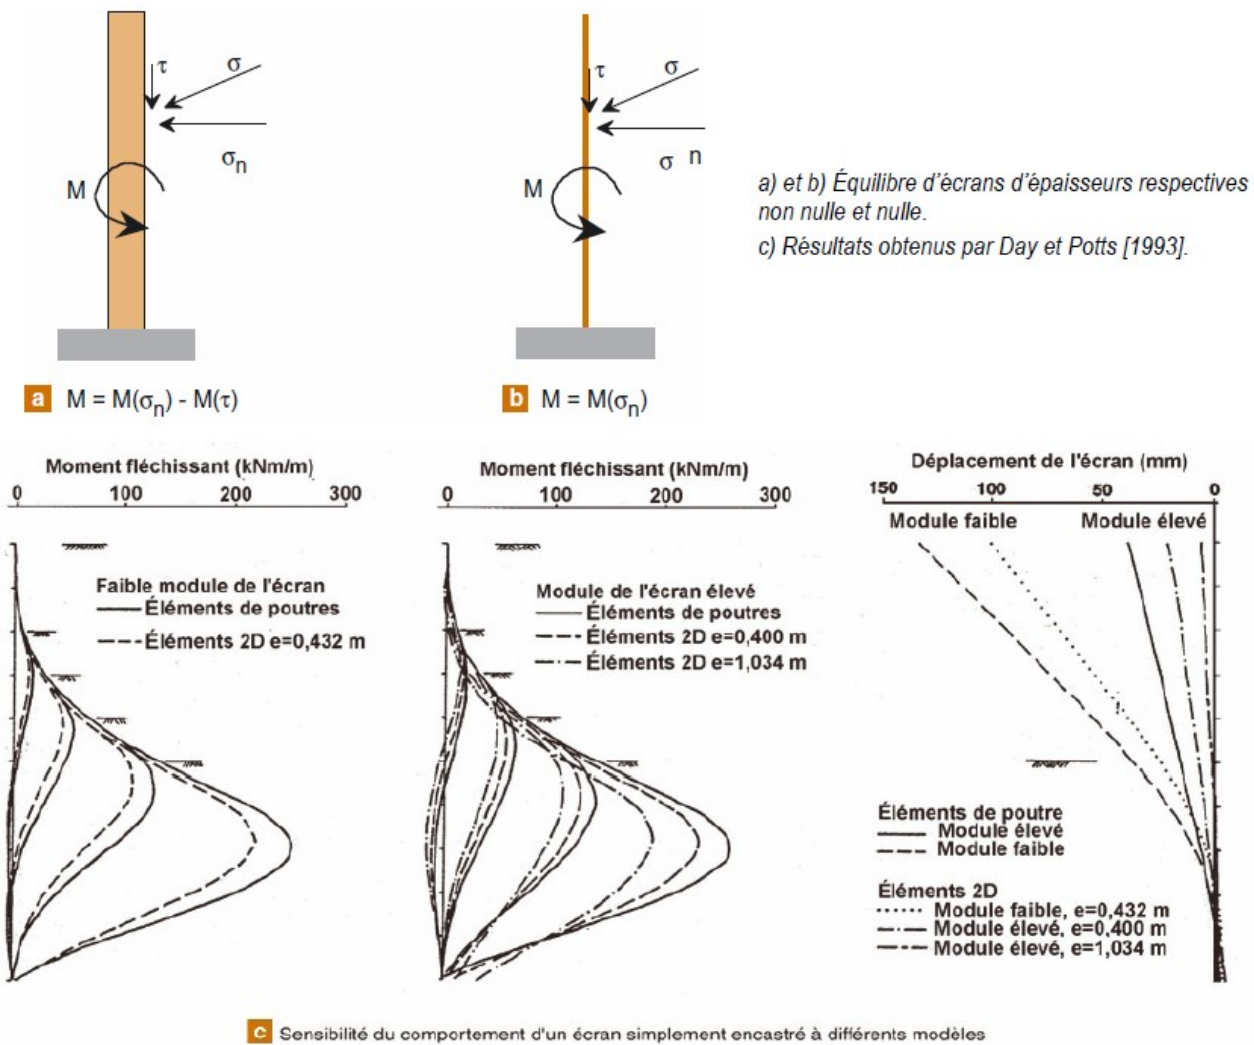 τ
σ
σn
M
a M = M(σn) - M(τ)
τ
σ
σ n
M
b M = M(σn)
a) et b) Équilibre d'écrans d'épaisseurs respectives
non nulle et nulle.
c) Résultats obtenus par Day et Potts [1993].
Moment fléchissant (kNm/m)
0 100 200 300
Faible module de l'écran
Éléments de poutres
Éléments 2D e=0,432 m
Moment fléchissant (kNm/m)
0 100 200 300
Module de l'écran élevé
Éléments de poutres
Éléments 2D e=0,400 m
Éléments 2D e=1,034 m
Déplacement de l'écran (mm)
150 100 50 0
Module faible Module élevé
Éléments de poutre
Module élevé
Module faible
Éléments 2D
Module faible, e=0,432 m
Module élevé, e=0,400 m
Module élevé, e=1,034 m
c Sensibilité du comportement d'un écran simplement encastré à différents modèles